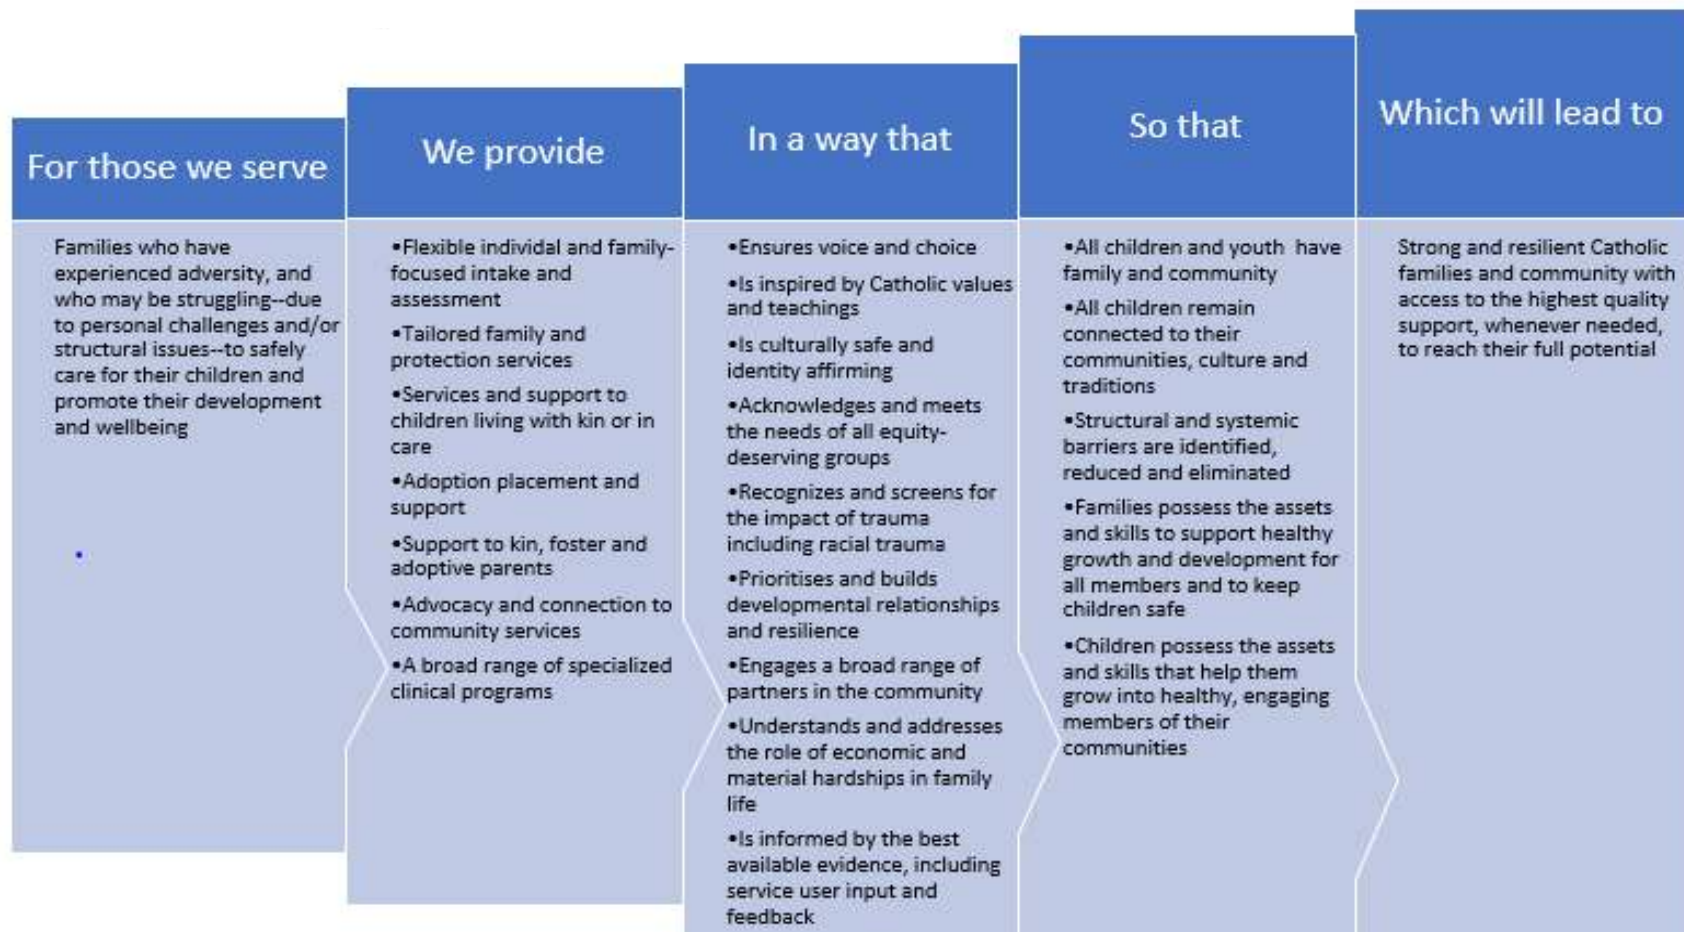 For those we serve
Families who have
experienced adversity, and
who may be struggling--due
to personal challenges and/or
structural issues--to safely
care for their children and
promote their development
and wellbeing
We provide
•Flexible individal and family-
focused intake and
assessment
•Tailored family and
protection services
•Services and support to
children living with kin or in
care
•Adoption placement and
support
•Support to kin, foster and
adoptive parents
•Advocacy and connection to
community services
•A broad range of specialized
clinical programs
In a way that
•Ensures voice and choice
•Is inspired by Catholic values
and teachings
•Is culturally safe and
identity affirming
•Acknowledges and meets
the needs of all equity-
deserving groups
•Recognizes and screens for
the impact of trauma
including racial trauma
•Prioritises and builds
developmental relationships
and resilience
•Engages a broad range of
partners in the community
•Understands and addresses
the role of economic and
material hardships in family
life
•Is informed by the best
available evidence, including
service user input and
feedback
So that
•All children and youth have
family and community
•All children remain
connected to their
communities, culture and
traditions
•Structural and systemic
barriers are identified,
reduced and eliminated
•Families possess the assets
and skills to support healthy
growth and development for
all members and to keep
children safe
•Children possess the assets
and skills that help them
grow into healthy, engaging
members of their
communities
Which will lead to
Strong and resilient Catholic
families and community with
access to the highest quality
support, whenever needed,
to reach their full potential